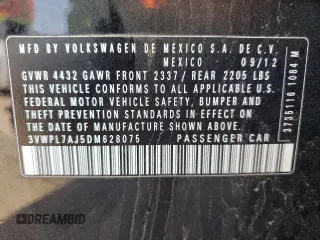 MFD BY VOLKSWAGEN DE MEXICO S.A. DE C.V.
MEXICO 09/12
GVWR 4432 GAWR FRONT 2337 / REAR 2205 LBS
THIS VEHICLE CONFORMS TO ALL APPLICABLE
FEDERAL MOTOR VEHICLE SAFETY, BUMPER AND
THEFT PREVENTION STANDARDS IN EFFECT ON THE
DATE OF MANUFACTURE SHOWN ABOVE.
3VWPL7AJ5DM628075 PASSENGER CAR
3735116 1084 M